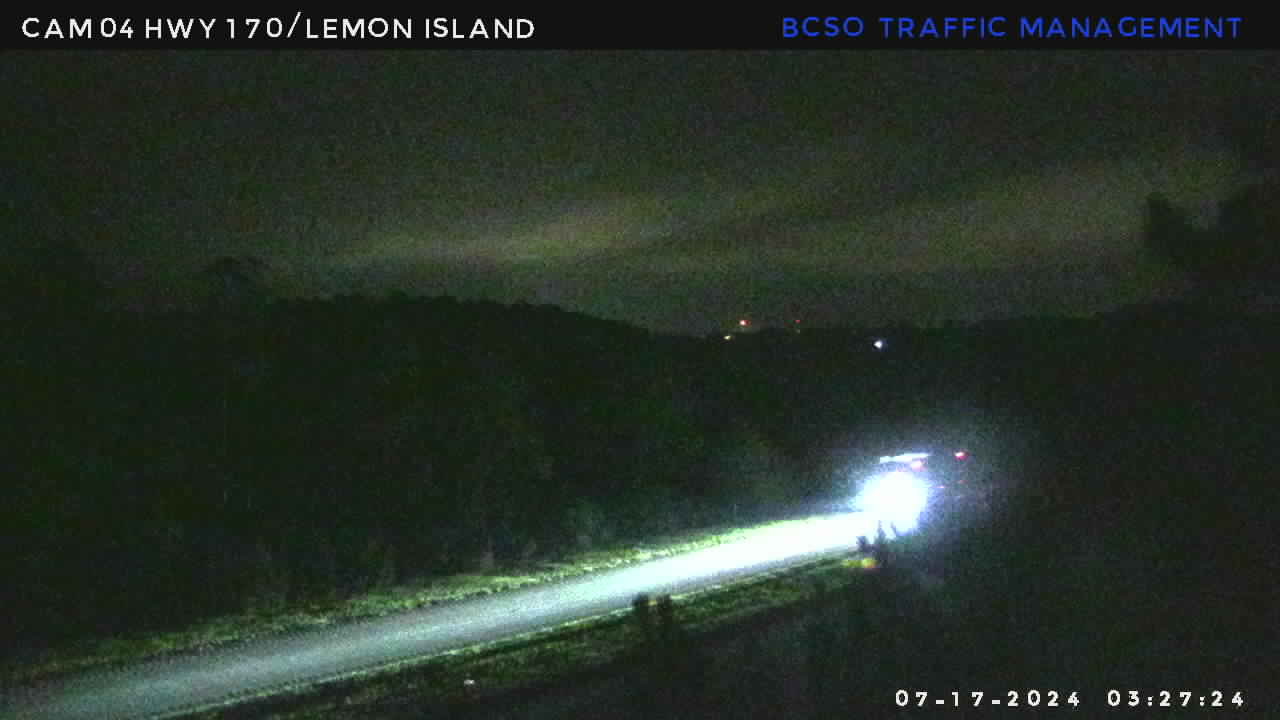 CAM04 HWY 170/LEMON ISLAND
BCSO TRAFFIC MANAGEMENT
07-17-2024 03:27:24